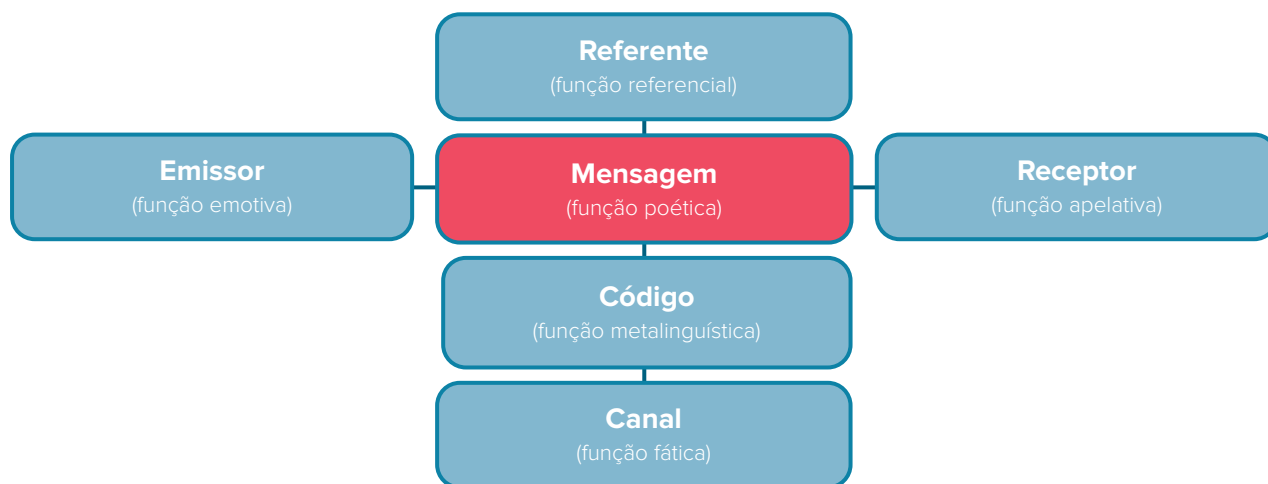 Referente
(função referencial)
Emissor
(função emotiva)
Mensagem
(função poética)
Receptor
(função apelativa)
Código
(função metalinguística)
Canal
(função fática)